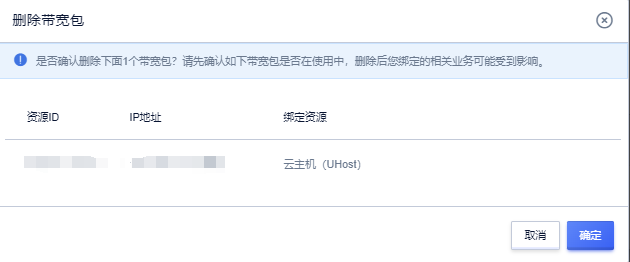 删除带宽包
是否确认删除下面1个带宽包？请先确认如下带宽包是否在使用中，删除后您绑定的相关业务可能受到影响。
资源ID IP地址 绑定资源
云主机（UHost）
取消 确定